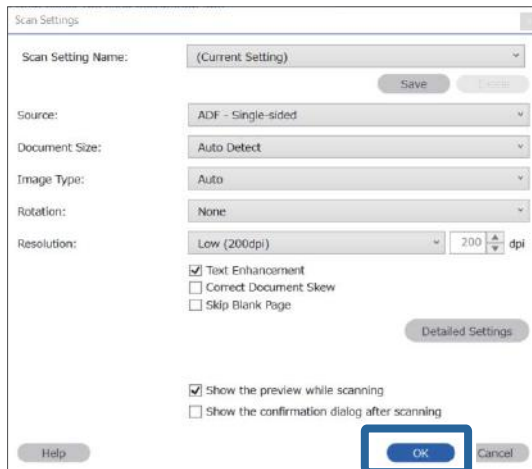 Scan Settings
Scan Setting Name: (Current Setting)
Save
Source: ADF - Single-sided
Document Size: Auto Detect
Image Type: Auto
Rotation: None
Resolution: Low (200dpi) 200 dpi
Text Enhancement
Correct Document Skew
Skip Blank Page
Detailed Settings
Show the preview while scanning
Show the confirmation dialog after scanning
Help OK Cancel